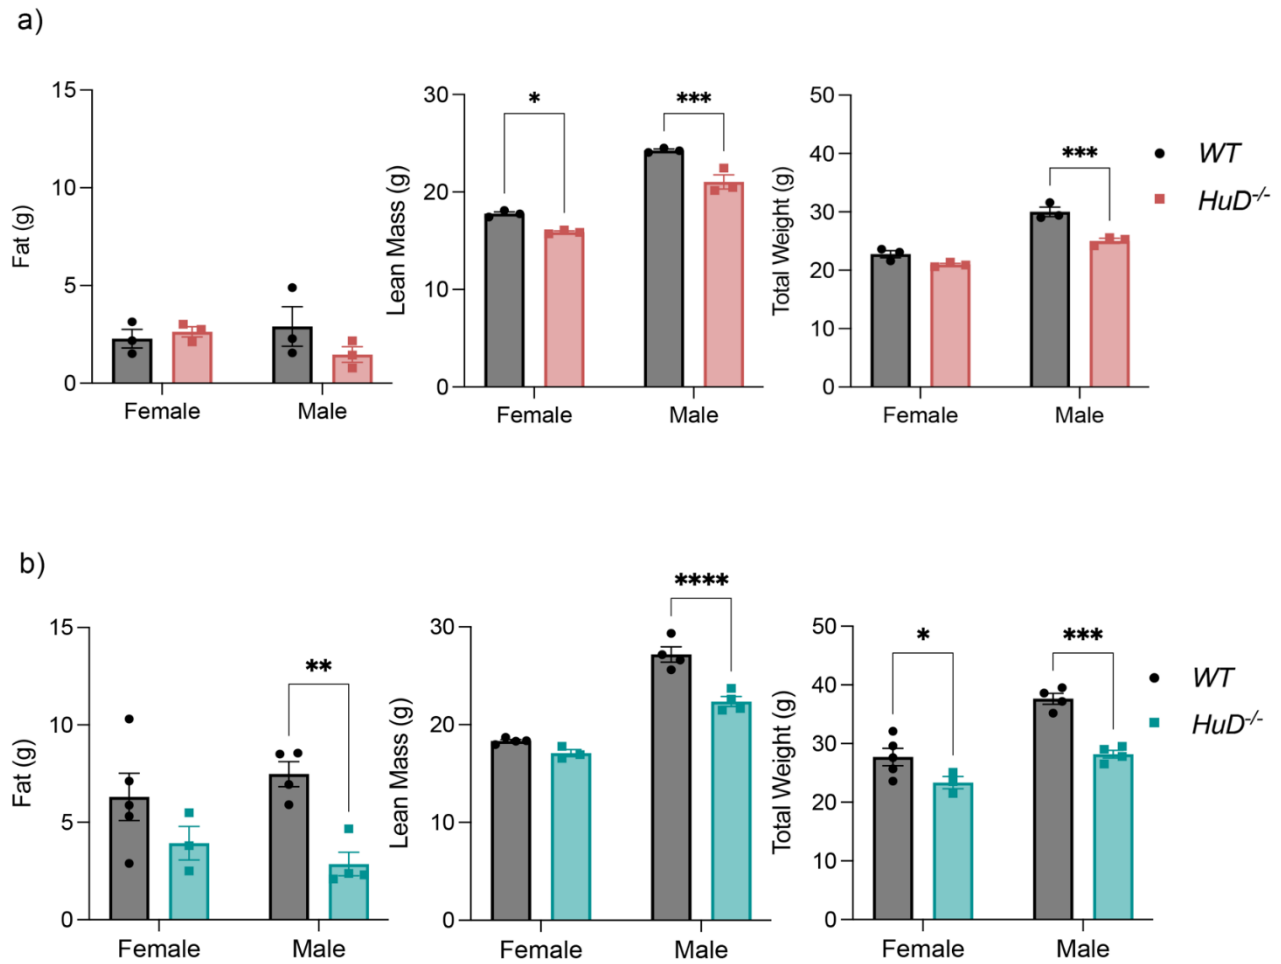 a)
Fat (g)
15
10
5
0
Female
Male
Lean Mass (g)
30
20
10
0
*
***
Female
Male
Total Weight (g)
50
40
30
20
10
0
***
Female
Male
WT
HuD-/-
b)
Fat (g)
15
10
5
0
**
Female
Male
Lean Mass (g)
30
20
10
0
****
Female
Male
Total Weight (g)
50
40
30
20
10
0
*
***
Female
Male
WT
HuD-/-